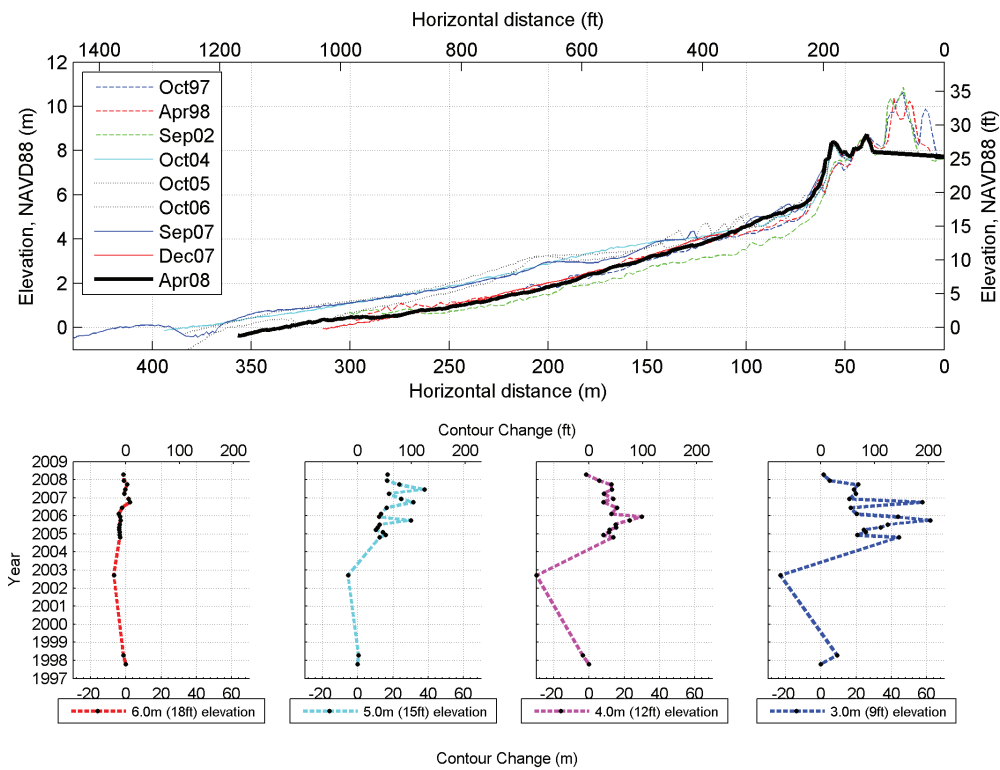 Horizontal distance (ft)
1400 1200 1000 800 600 400 200 0
Elevation, NAVD88 (m)
12
10
8
6
4
2
0
Oct97
Apr98
Sep02
Oct04
Oct05
Oct06
Sep07
Dec07
Apr08
35
30
25
20
15
10
5
0
Elevation, NAVD88 (ft)
400 350 300 250 200 150 100 50 0
Horizontal distance (m)
Contour Change (ft)
0 100 200 0 100 200 0 100 200 0 100 200
Year
2009
2008
2007
2006
2005
2004
2003
2002
2001
2000
1999
1998
1997
-20 0 20 40 60 -20 0 20 40 60 -20 0 20 40 60 -20 0 20 40 60
6.0m (18ft) elevation 5.0m (15ft) elevation 4.0m (12ft) elevation 3.0m (9ft) elevation
Contour Change (m)